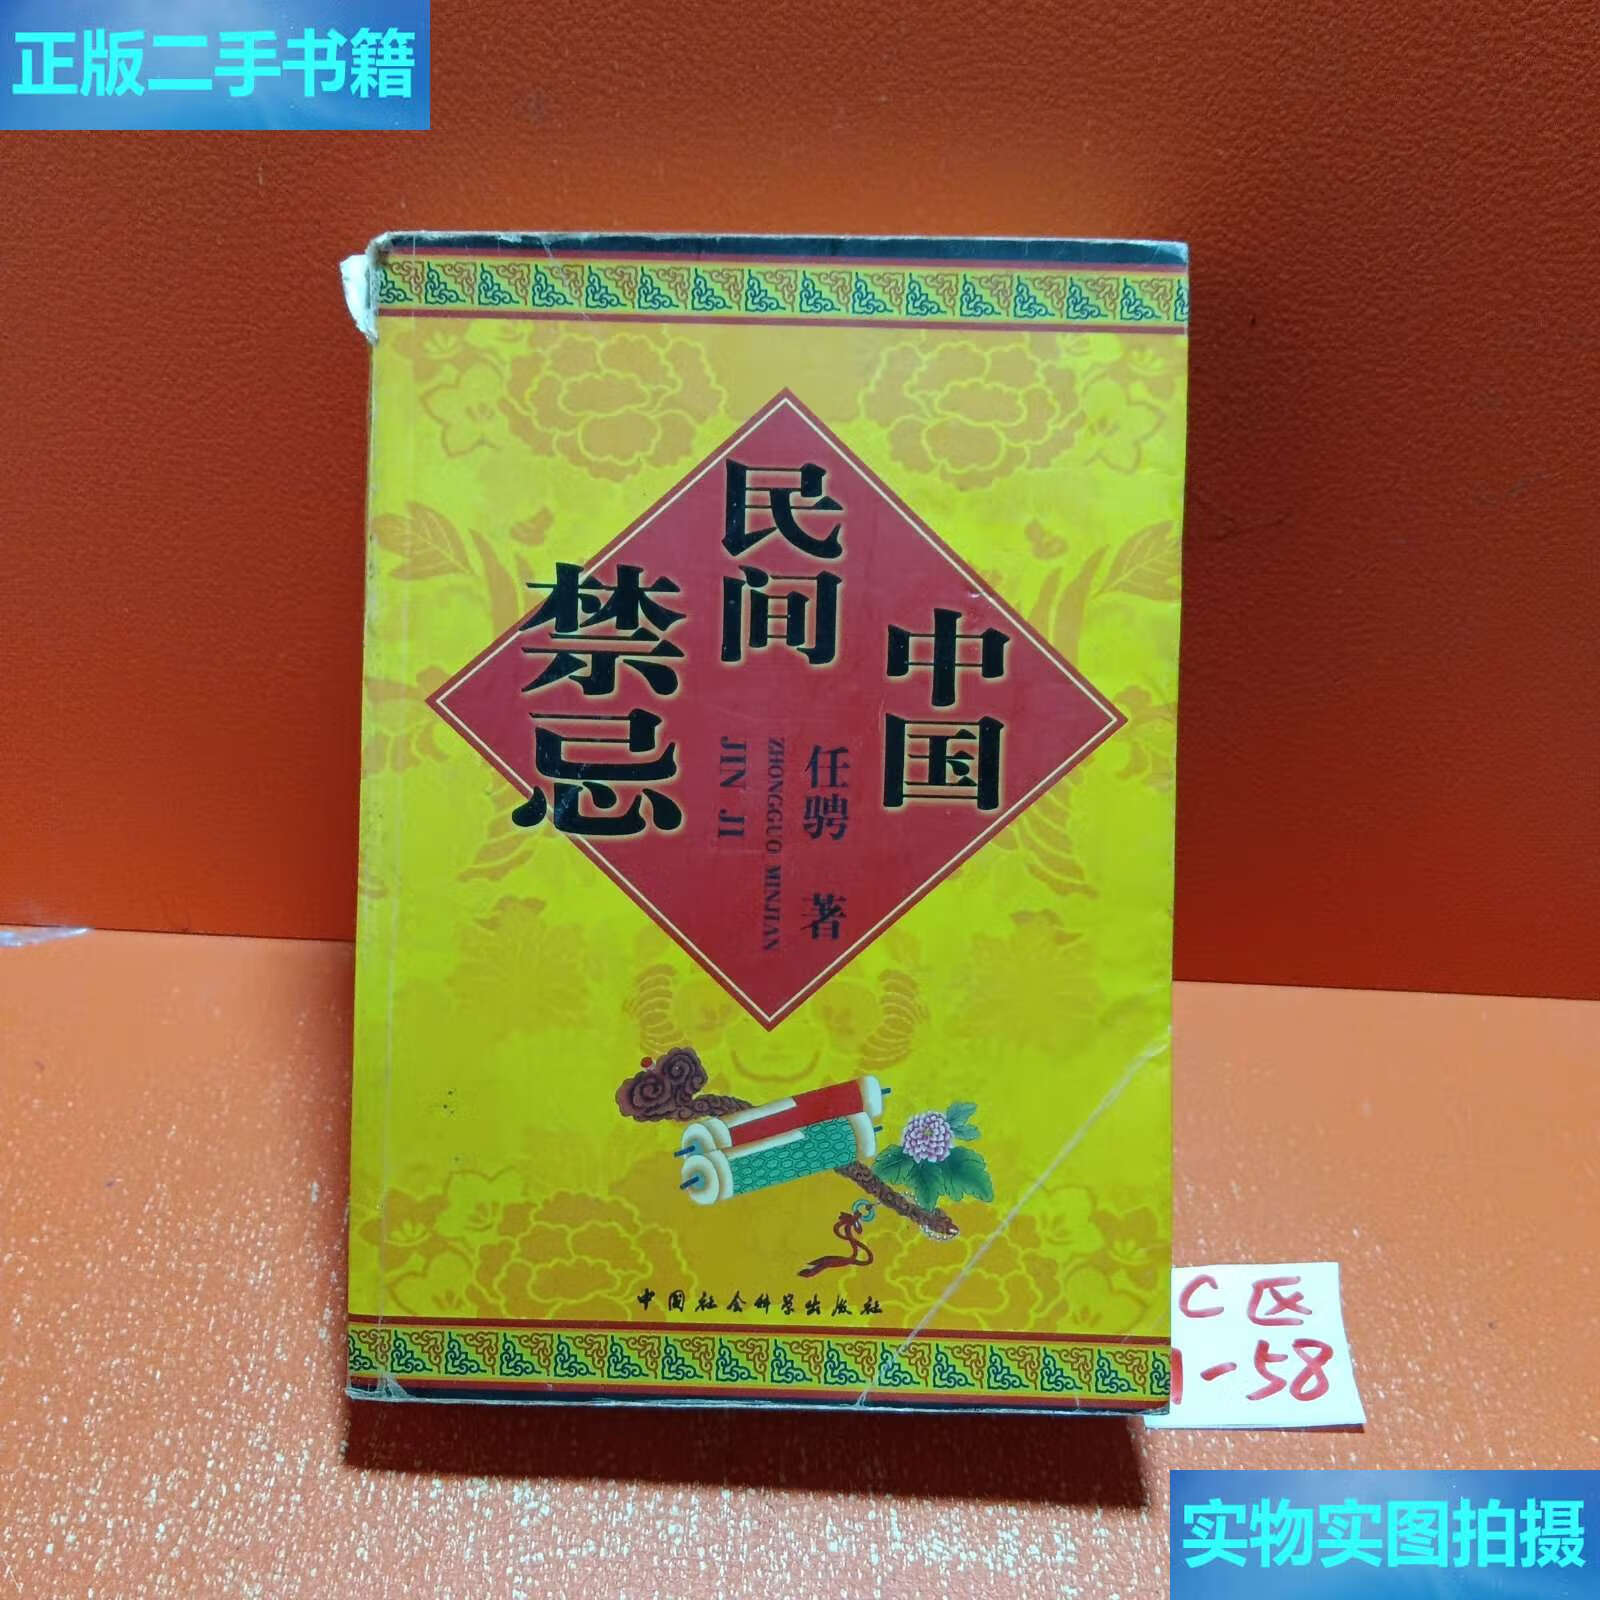 正版二手书籍
中国
民间
禁忌
任骋 著
ZHONGGUO MINJIAN
JIN JI
中国社会科学出版社
C区
1-58
实物实图拍摄